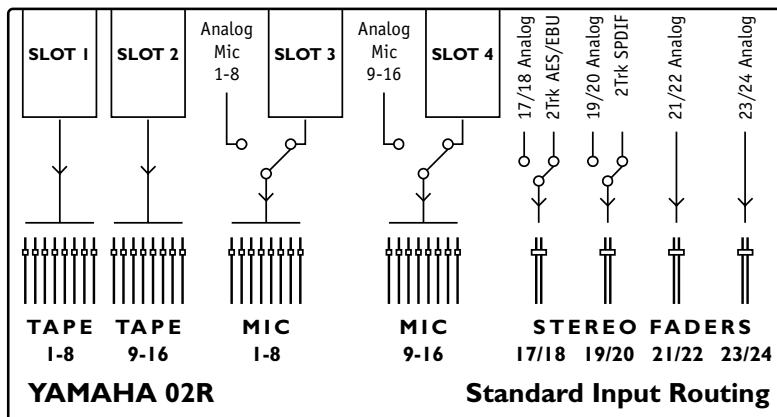 SLOT 1
SLOT 2
Analog
Mic
1-8
SLOT 3
Analog
Mic
9-16
SLOT 4
17/18 Analog
2Trk AES/EBU
19/20 Analog
2Trk SPDIF
21/22 Analog
23/24 Analog
TAPE
1-8
TAPE
9-16
MIC
1-8
MIC
9-16
STEREO FADERS
17/18 19/20 21/22 23/24
YAMAHA 02R
Standard Input Routing